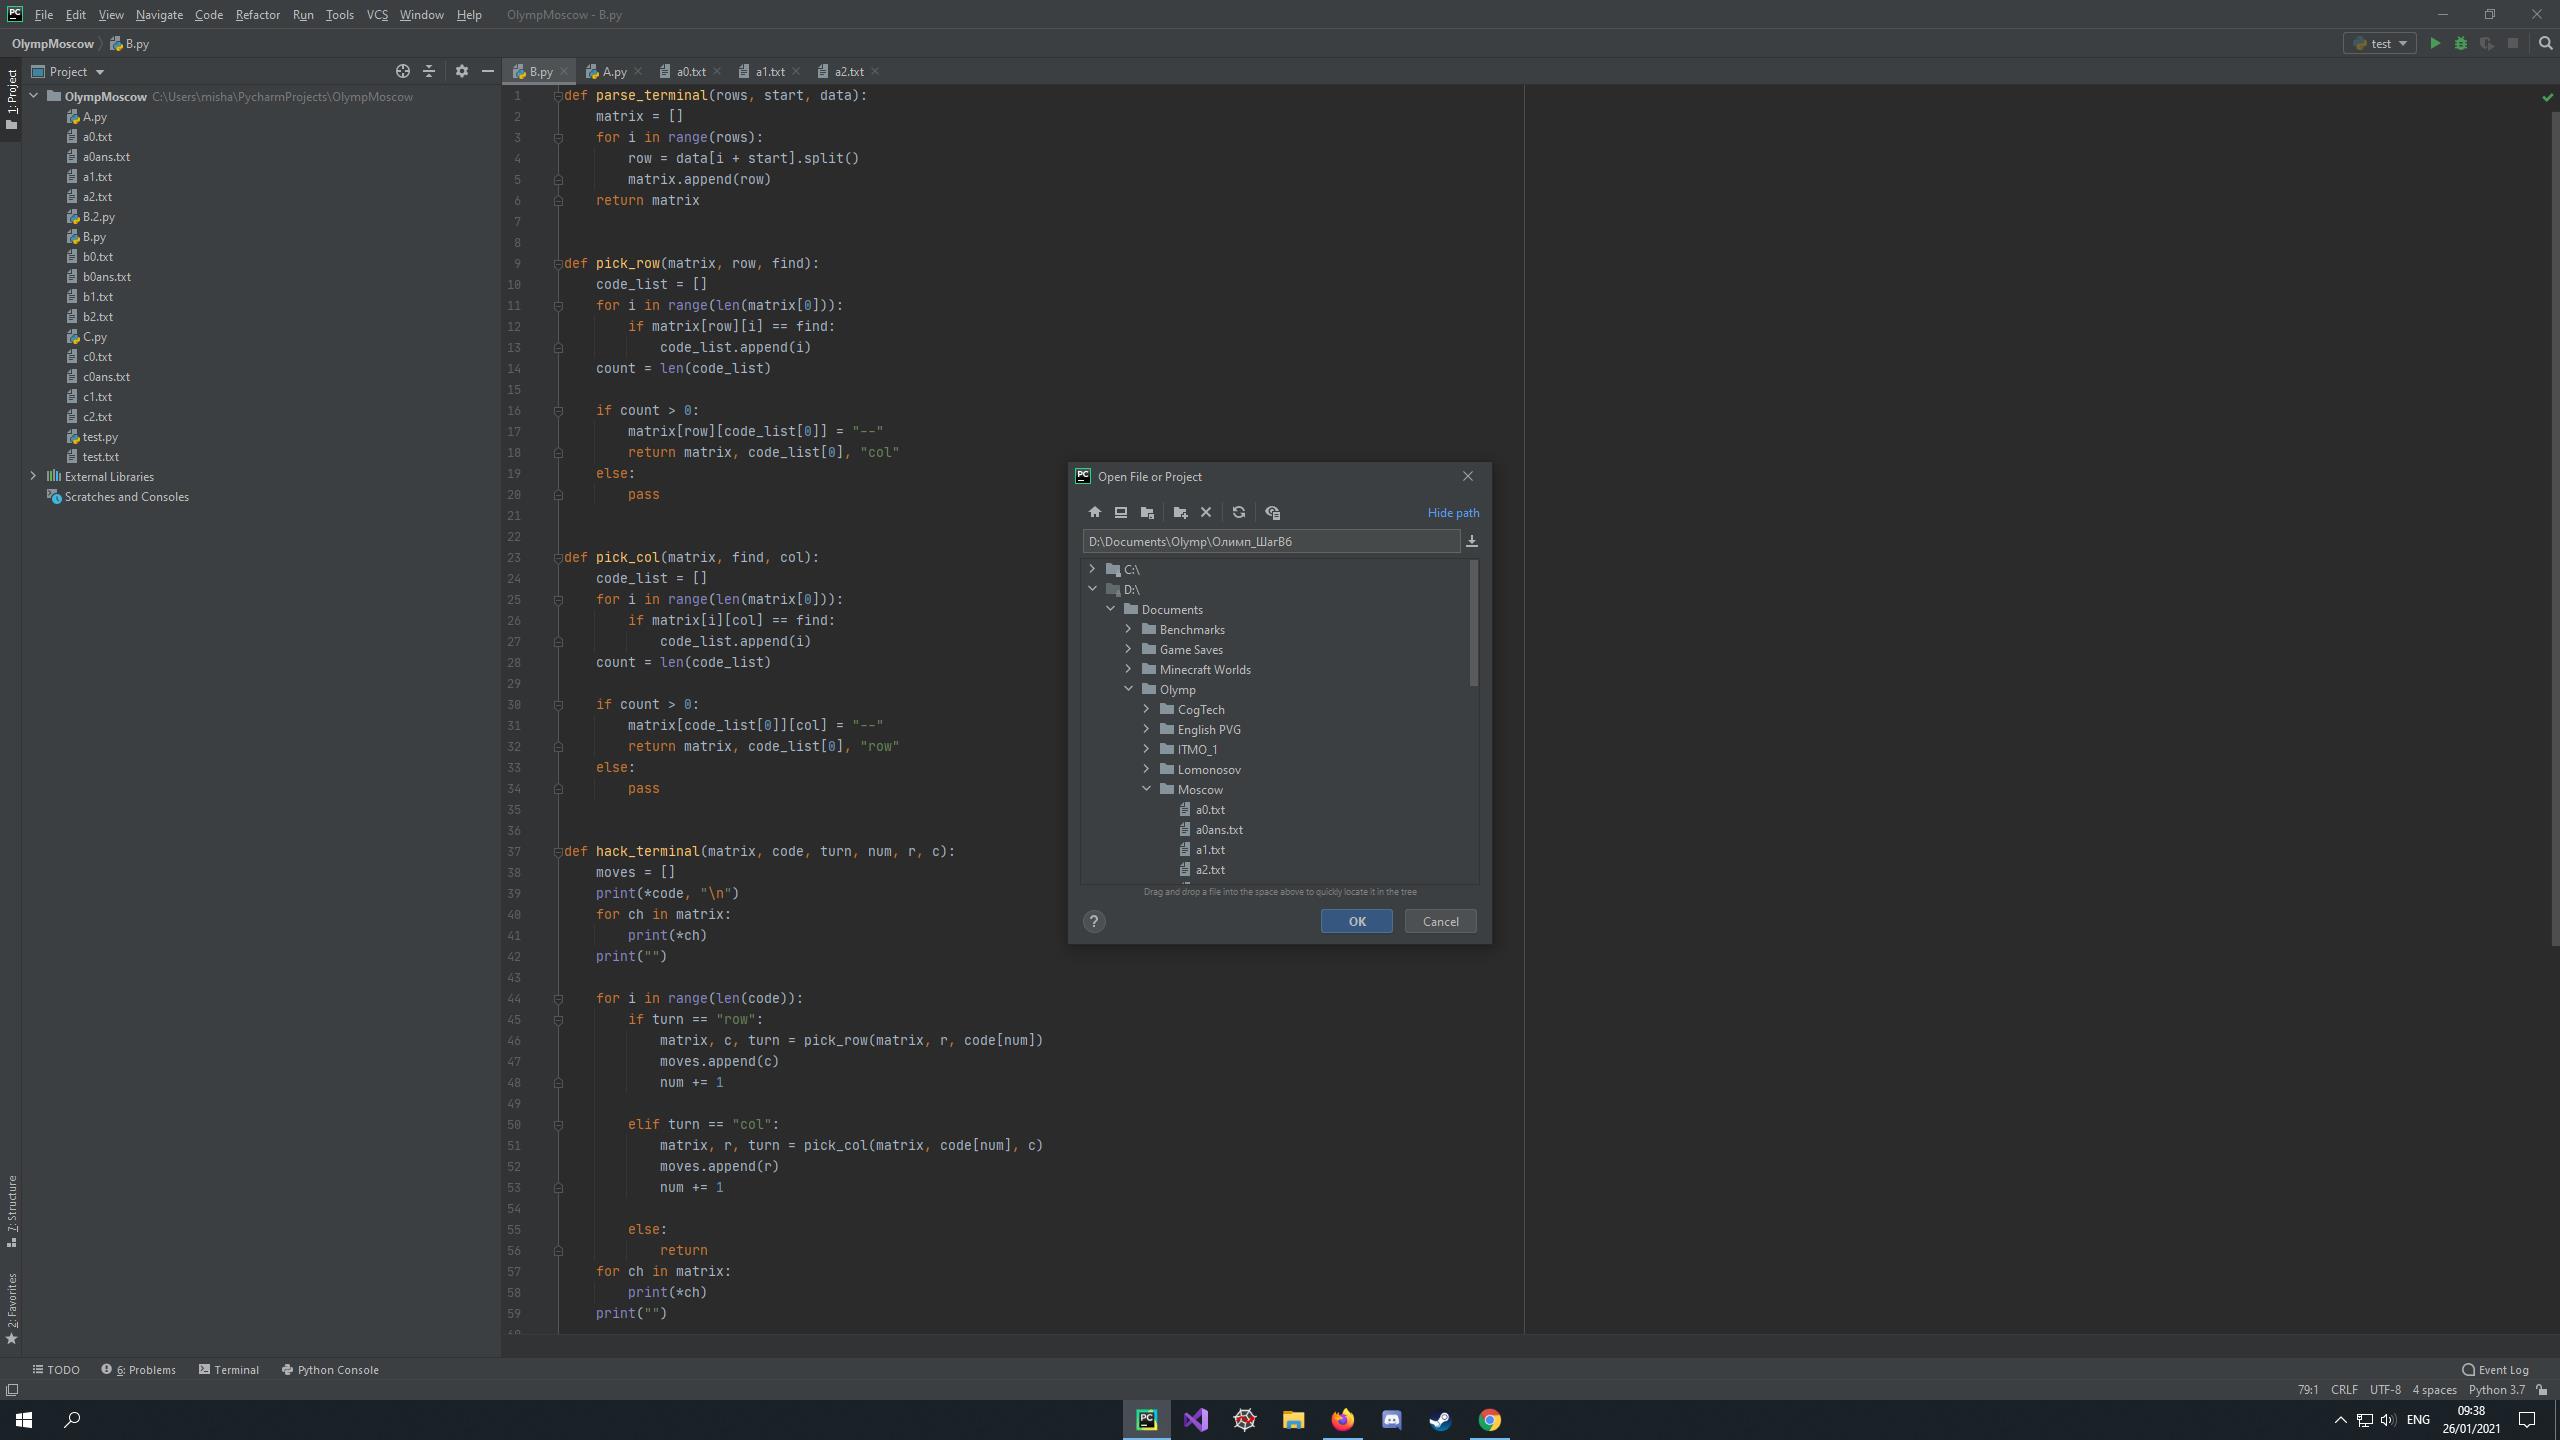 File Edit View Navigate Code Refactor Run Tools VCS Window Help OlympMoscow - B.py
OlympMoscow B.py
test
1: Project
Project
OlympMoscow C:\Users\misha\PycharmProjects\OlympMoscow
A.py
a0.txt
a0ans.txt
a1.txt
a2.txt
B.2.py
B.py
b0.txt
b0ans.txt
b1.txt
b2.txt
C.py
c0.txt
c0ans.txt
c1.txt
c2.txt
test.py
test.txt
External Libraries
Scratches and Consoles
7: Structure
2: Favorites
B.py A.py a0.txt a1.txt a2.txt
1 def parse_terminal(rows, start, data):
2 matrix = []
3 for i in range(rows):
4 row = data[i + start].split()
5 matrix.append(row)
6 return matrix
7
8
9 def pick_row(matrix, row, find):
10 code_list = []
11 for i in range(len(matrix[0])):
12 if matrix[row][i] == find:
13 code_list.append(i)
14 count = len(code_list)
15
16 if count > 0:
17 matrix[row][code_list[0]] = "--"
18 return matrix, code_list[0], "col"
19 else:
20 pass
21
22
23 def pick_col(matrix, find, col):
24 code_list = []
25 for i in range(len(matrix[0])):
26 if matrix[i][col] == find:
27 code_list.append(i)
28 count = len(code_list)
29
30 if count > 0:
31 matrix[code_list[0]][col] = "--"
32 return matrix, code_list[0], "row"
33 else:
34 pass
35
36
37 def hack_terminal(matrix, code, turn, num, r, c):
38 moves = []
39 print(*code, "\n")
40 for ch in matrix:
41 print(*ch)
42 print("")
43
44 for i in range(len(code)):
45 if turn == "row":
46 matrix, c, turn = pick_row(matrix, r, code[num])
47 moves.append(c)
48 num += 1
49
50 elif turn == "col":
51 matrix, r, turn = pick_col(matrix, code[num], c)
52 moves.append(r)
53 num += 1
54
55 else:
56 return
57 for ch in matrix:
58 print(*ch)
59 print("")
60
Open File or Project
Hide path
D:\Documents\Olymp\Олимп_ШагВ6
C:\
D:\
Documents
Benchmarks
Game Saves
Minecraft Worlds
Olymp
CogTech
English PVG
ITMO_1
Lomonosov
Moscow
a0.txt
a0ans.txt
a1.txt
a2.txt
Drag and drop a file into the space above to quickly locate it in the tree
? OK Cancel
TODO 6: Problems Terminal Python Console Event Log
79:1 CRLF UTF-8 4 spaces Python 3.7
ENG 09:38
26/01/2021